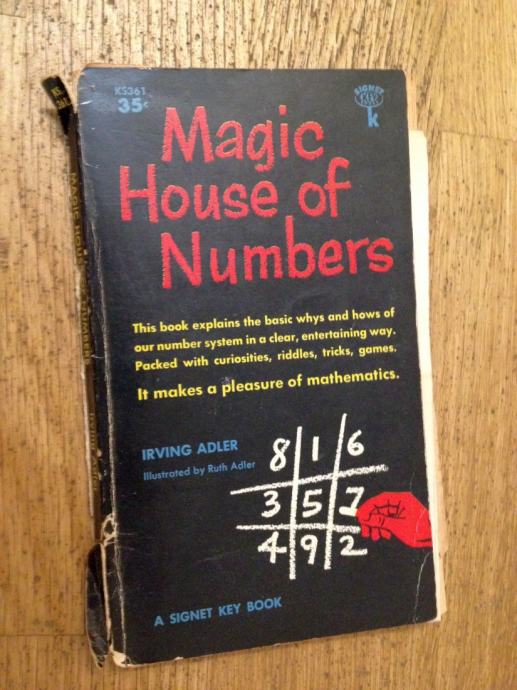 KS361
35¢
SIGNET
KEY
k
Magic
House of
Numbers
This book explains the basic whys and hows of
our number system in a clear, entertaining way.
Packed with curiosities, riddles, tricks, games.
It makes a pleasure of mathematics.
IRVING ADLER
Illustrated by Ruth Adler
8 1 6
3 5 7
4 9 2
A SIGNET KEY BOOK